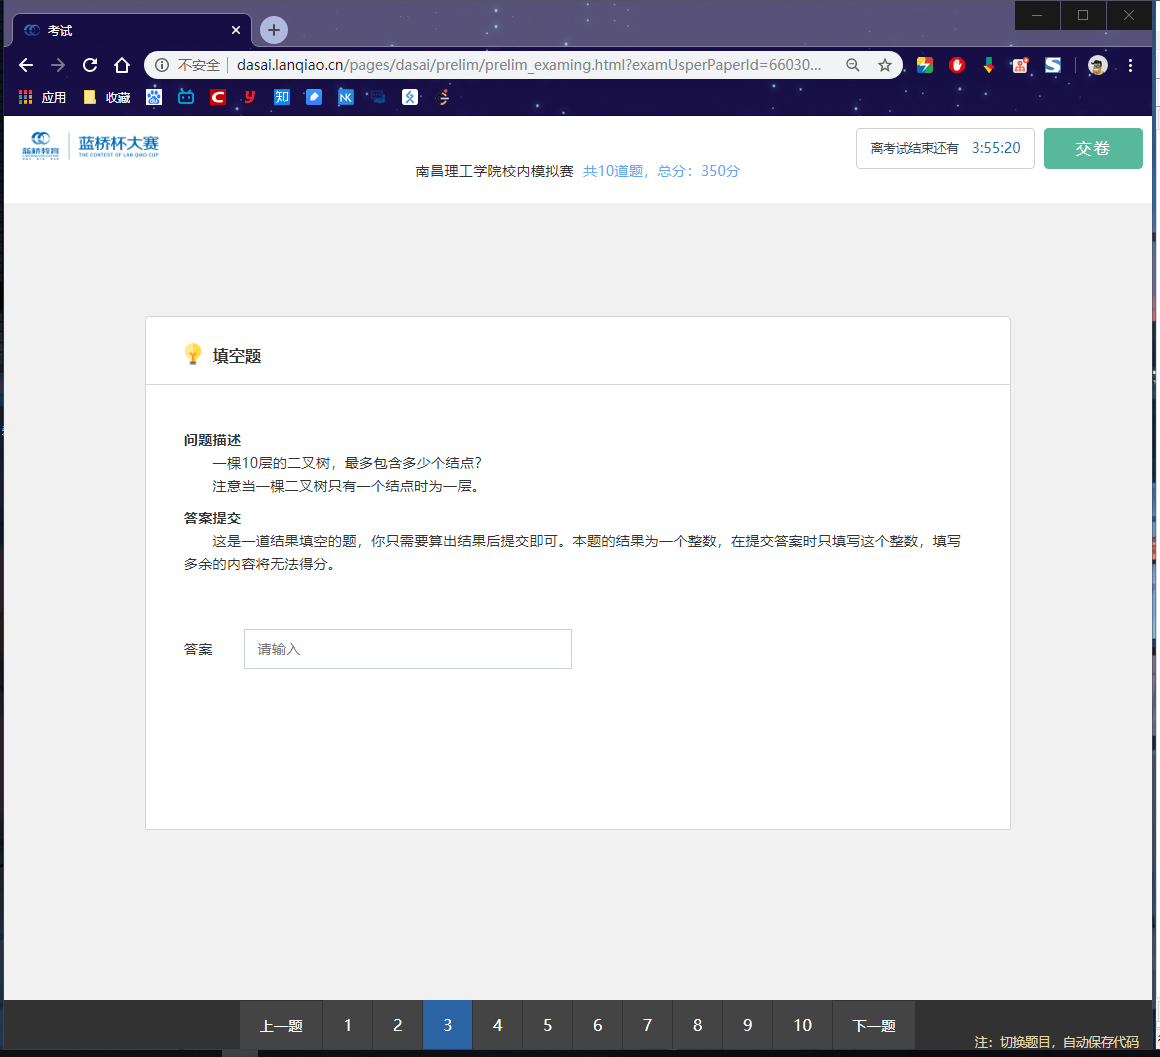 考试
不安全 dasai.lanqiao.cn/pages/dasai/prelim/prelim_examing.html?examUsperPaperId=66030...
应用 收藏 知 NK
蓝桥教育 蓝桥杯大赛
THE CONTEST OF LAN QIAO CUP
离考试结束还有 3:55:20 交卷
南昌理工学院校内模拟赛 共10道题，总分：350分
填空题
问题描述
一棵10层的二叉树，最多包含多少个结点？
注意当一棵二叉树只有一个结点时为一层。
答案提交
这是一道结果填空的题，你只需要算出结果后提交即可。本题的结果为一个整数，在提交答案时只填写这个整数，填写
多余的内容将无法得分。
答案 请输入
上一题 1 2 3 4 5 6 7 8 9 10 下一题
注：切换题目，自动保存代码